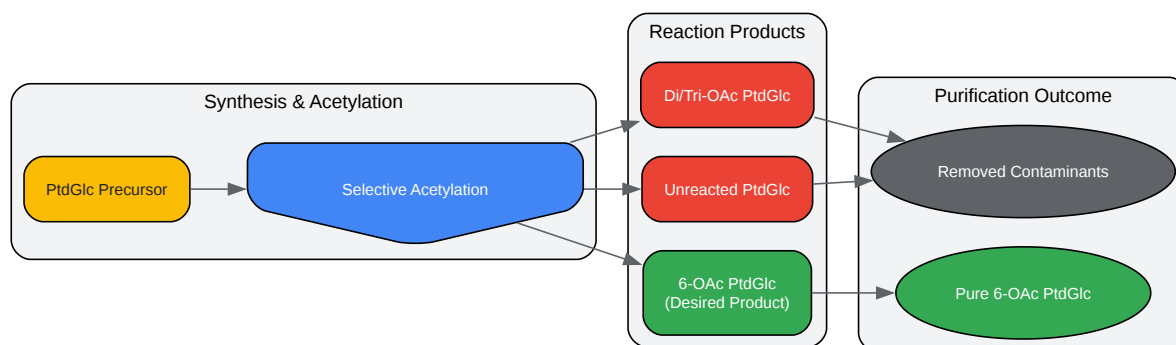 Synthesis & Acetylation
PtdGlc Precursor
Selective Acetylation
Reaction Products
Di/Tri-OAc PtdGlc
Unreacted PtdGlc
6-OAc PtdGlc
(Desired Product)
Purification Outcome
Removed Contaminants
Pure 6-OAc PtdGlc